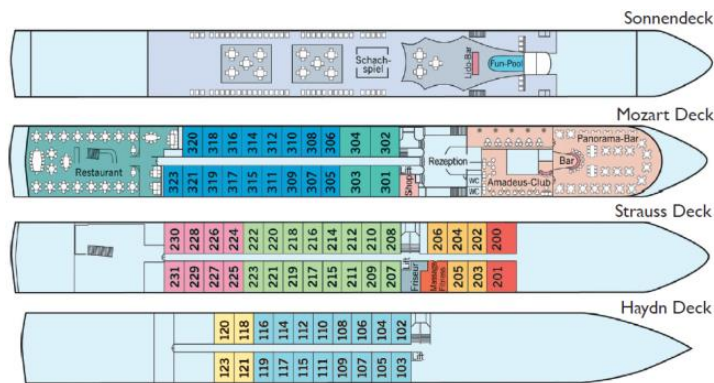 Sonnendeck
Schach-
spiel
Lido-Bar
Fun-Pool
Mozart Deck
320 318 316 314 312 310 308 306 304 302
Restaurant
323 321 319 317 315 311 309 307 305 303 301
Shop
Rezeption
WC
WC
Amadeus-Club
Bar
Panorama-Bar
Strauss Deck
230 228 226 224 222 220 218 216 214 212 210 208 206 204 202 200
Lift
231 229 227 225 223 221 219 217 215 211 209 207 Friseur Massage Fitness 205 203 201
Haydn Deck
120 118 116 114 112 110 108 106 104 102
123 121 119 117 115 111 109 107 105 103
Lift